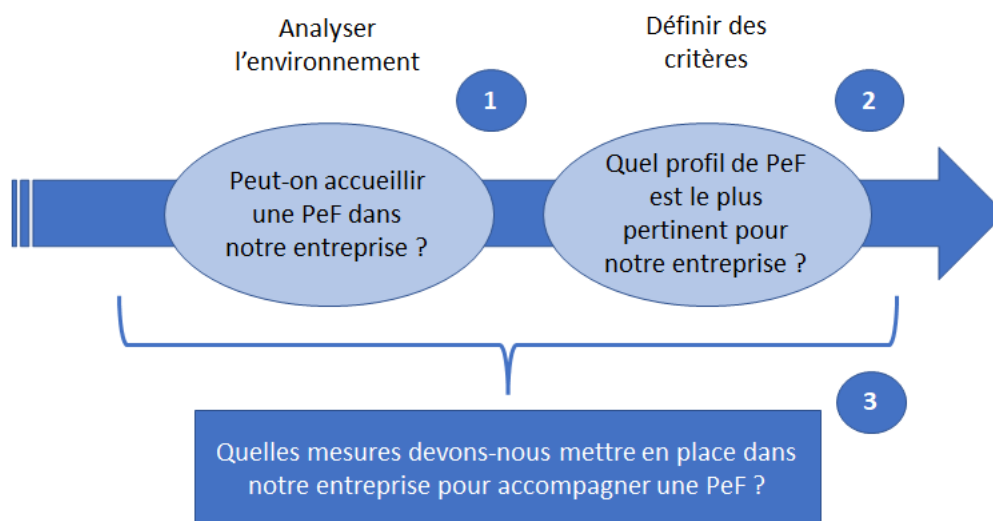 Analyser
l'environnement
1
Peut-on accueillir
une PeF dans
notre entreprise ?
Définir des
critères
2
Quel profil de PeF
est le plus
pertinent pour
notre entreprise ?
3
Quelles mesures devons-nous mettre en place dans
notre entreprise pour accompagner une PeF ?